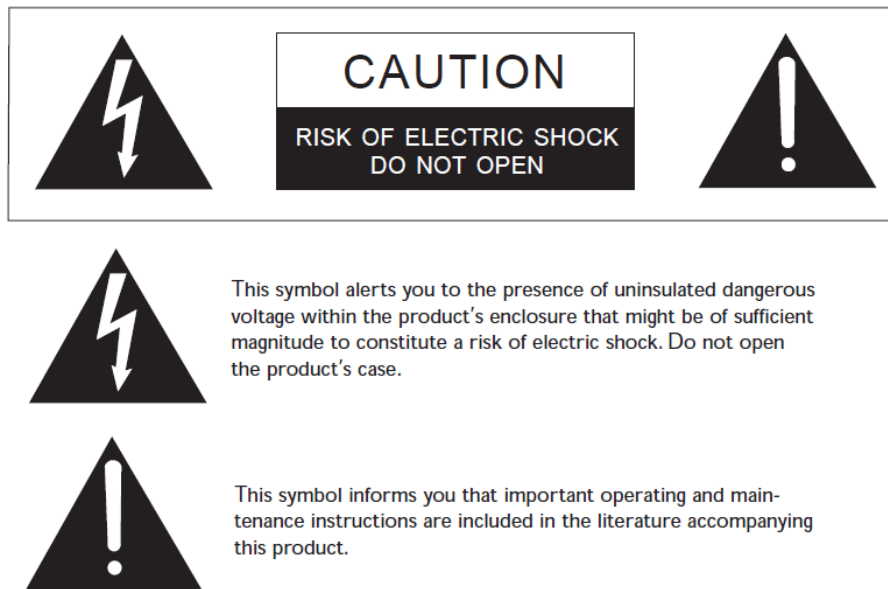 CAUTION
RISK OF ELECTRIC SHOCK
DO NOT OPEN
This symbol alerts you to the presence of uninsulated dangerous
voltage within the product's enclosure that might be of sufficient
magnitude to constitute a risk of electric shock. Do not open
the product's case.
This symbol informs you that important operating and main-
tenance instructions are included in the literature accompanying
this product.